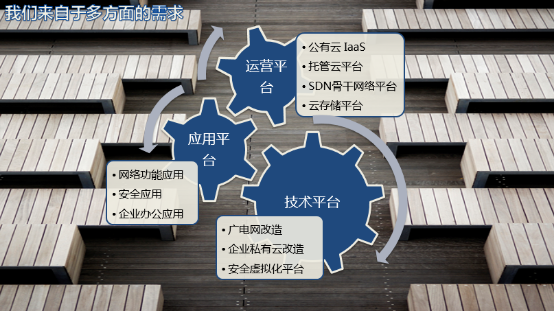 我们来自于多方面的需求
运营平
台
• 公有云 IaaS
• 托管云平台
• SDN骨干网络平台
• 云存储平台
应用平
台
• 网络功能应用
• 安全应用
• 企业办公应用
技术平台
• 广电网改造
• 企业私有云改造
• 安全虚拟化平台